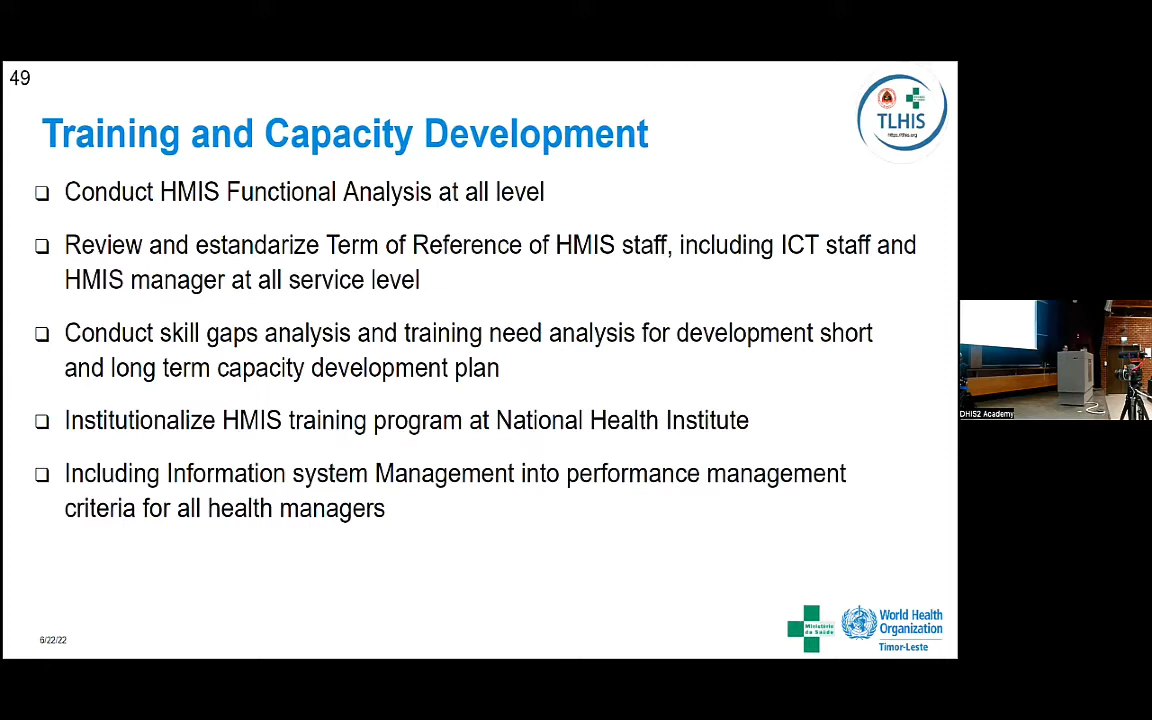 49
TLHIS
https://tlhis.org
Training and Capacity Development
❑ Conduct HMIS Functional Analysis at all level
❑ Review and estandarize Term of Reference of HMIS staff, including ICT staff and
HMIS manager at all service level
❑ Conduct skill gaps analysis and training need analysis for development short
and long term capacity development plan
❑ Institutionalize HMIS training program at National Health Institute
❑ Including Information system Management into performance management
criteria for all health managers
DHIS2 Academy
6/22/22
Ministério
da Saúde
World Health
Organization
Timor-Leste